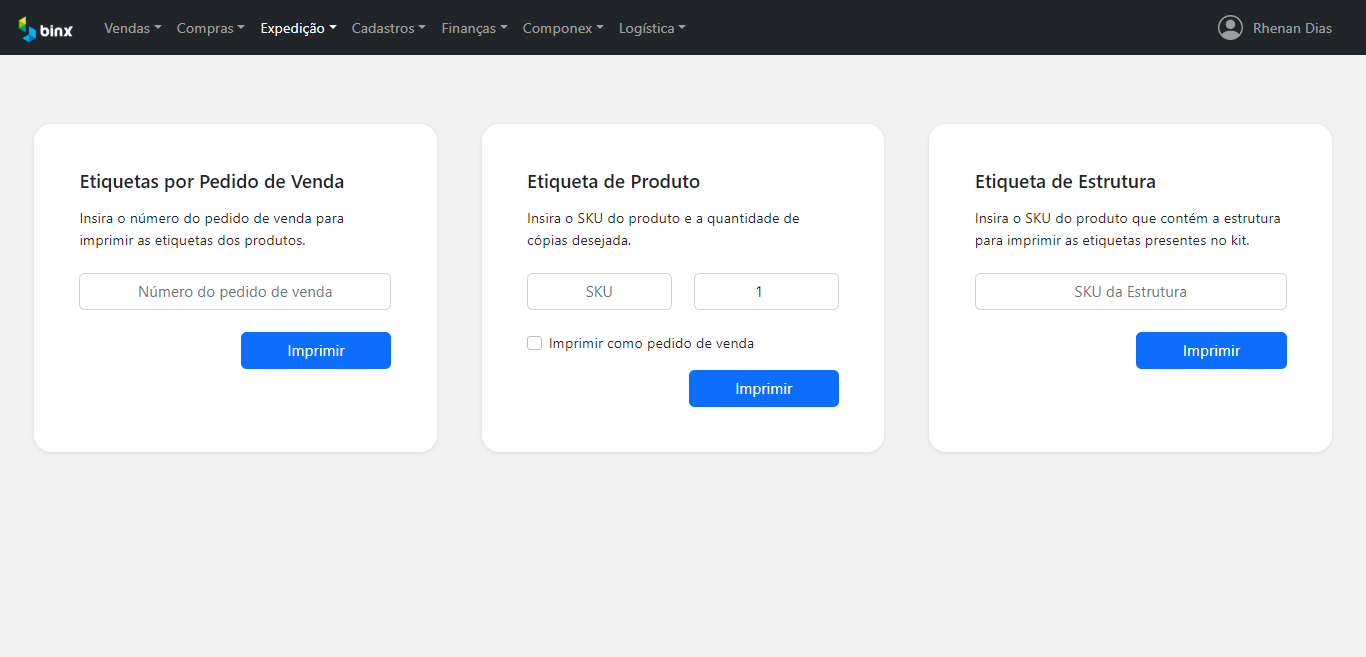 binx Vendas Compras Expedição Cadastros Finanças Componex Logística Rhenan Dias
Etiquetas por Pedido de Venda
Insira o número do pedido de venda para
imprimir as etiquetas dos produtos.
Número do pedido de venda
Imprimir
Etiqueta de Produto
Insira o SKU do produto e a quantidade de
cópias desejada.
SKU 1
Imprimir como pedido de venda
Imprimir
Etiqueta de Estrutura
Insira o SKU do produto que contém a estrutura
para imprimir as etiquetas presentes no kit.
SKU da Estrutura
Imprimir